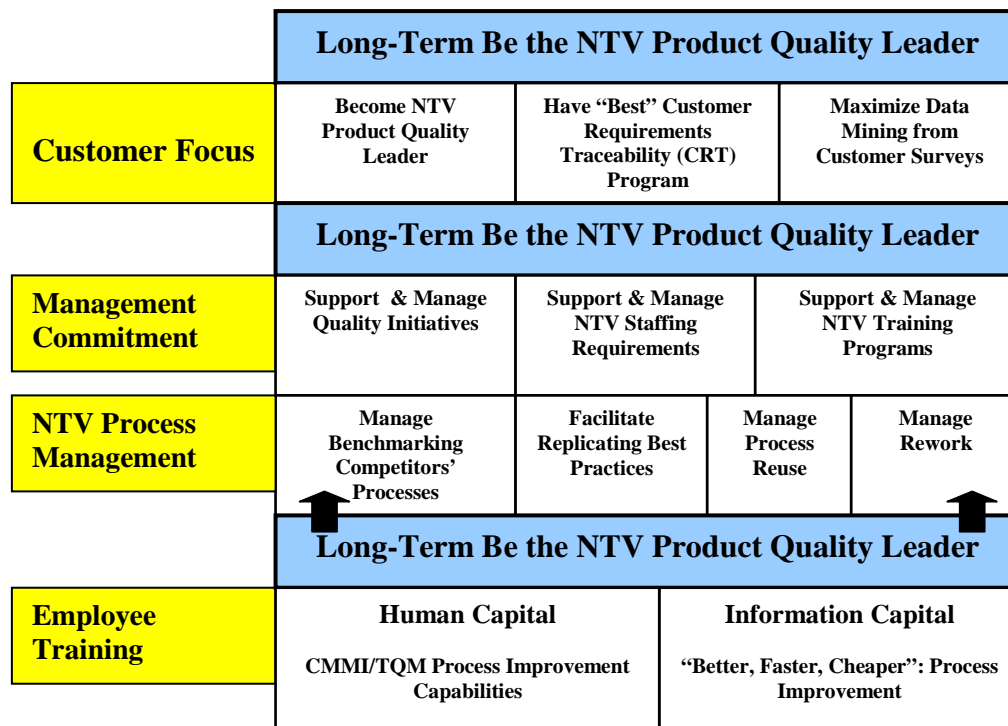 Long-Term Be the NTV Product Quality Leader
Customer Focus
Become NTV
Product Quality
Leader
Have “Best” Customer
Requirements
Traceability (CRT)
Program
Maximize Data
Mining from
Customer Surveys
Long-Term Be the NTV Product Quality Leader
Management
Commitment
Support & Manage
Quality Initiatives
Support & Manage
NTV Staffing
Requirements
Support & Manage
NTV Training
Programs
NTV Process
Management
Manage
Benchmarking
Competitors’
Processes
Facilitate
Replicating Best
Practices
Manage
Process
Reuse
Manage
Rework
Long-Term Be the NTV Product Quality Leader
Employee
Training
Human Capital
CMMI/TQM Process Improvement
Capabilities
Information Capital
“Better, Faster, Cheaper”: Process
Improvement